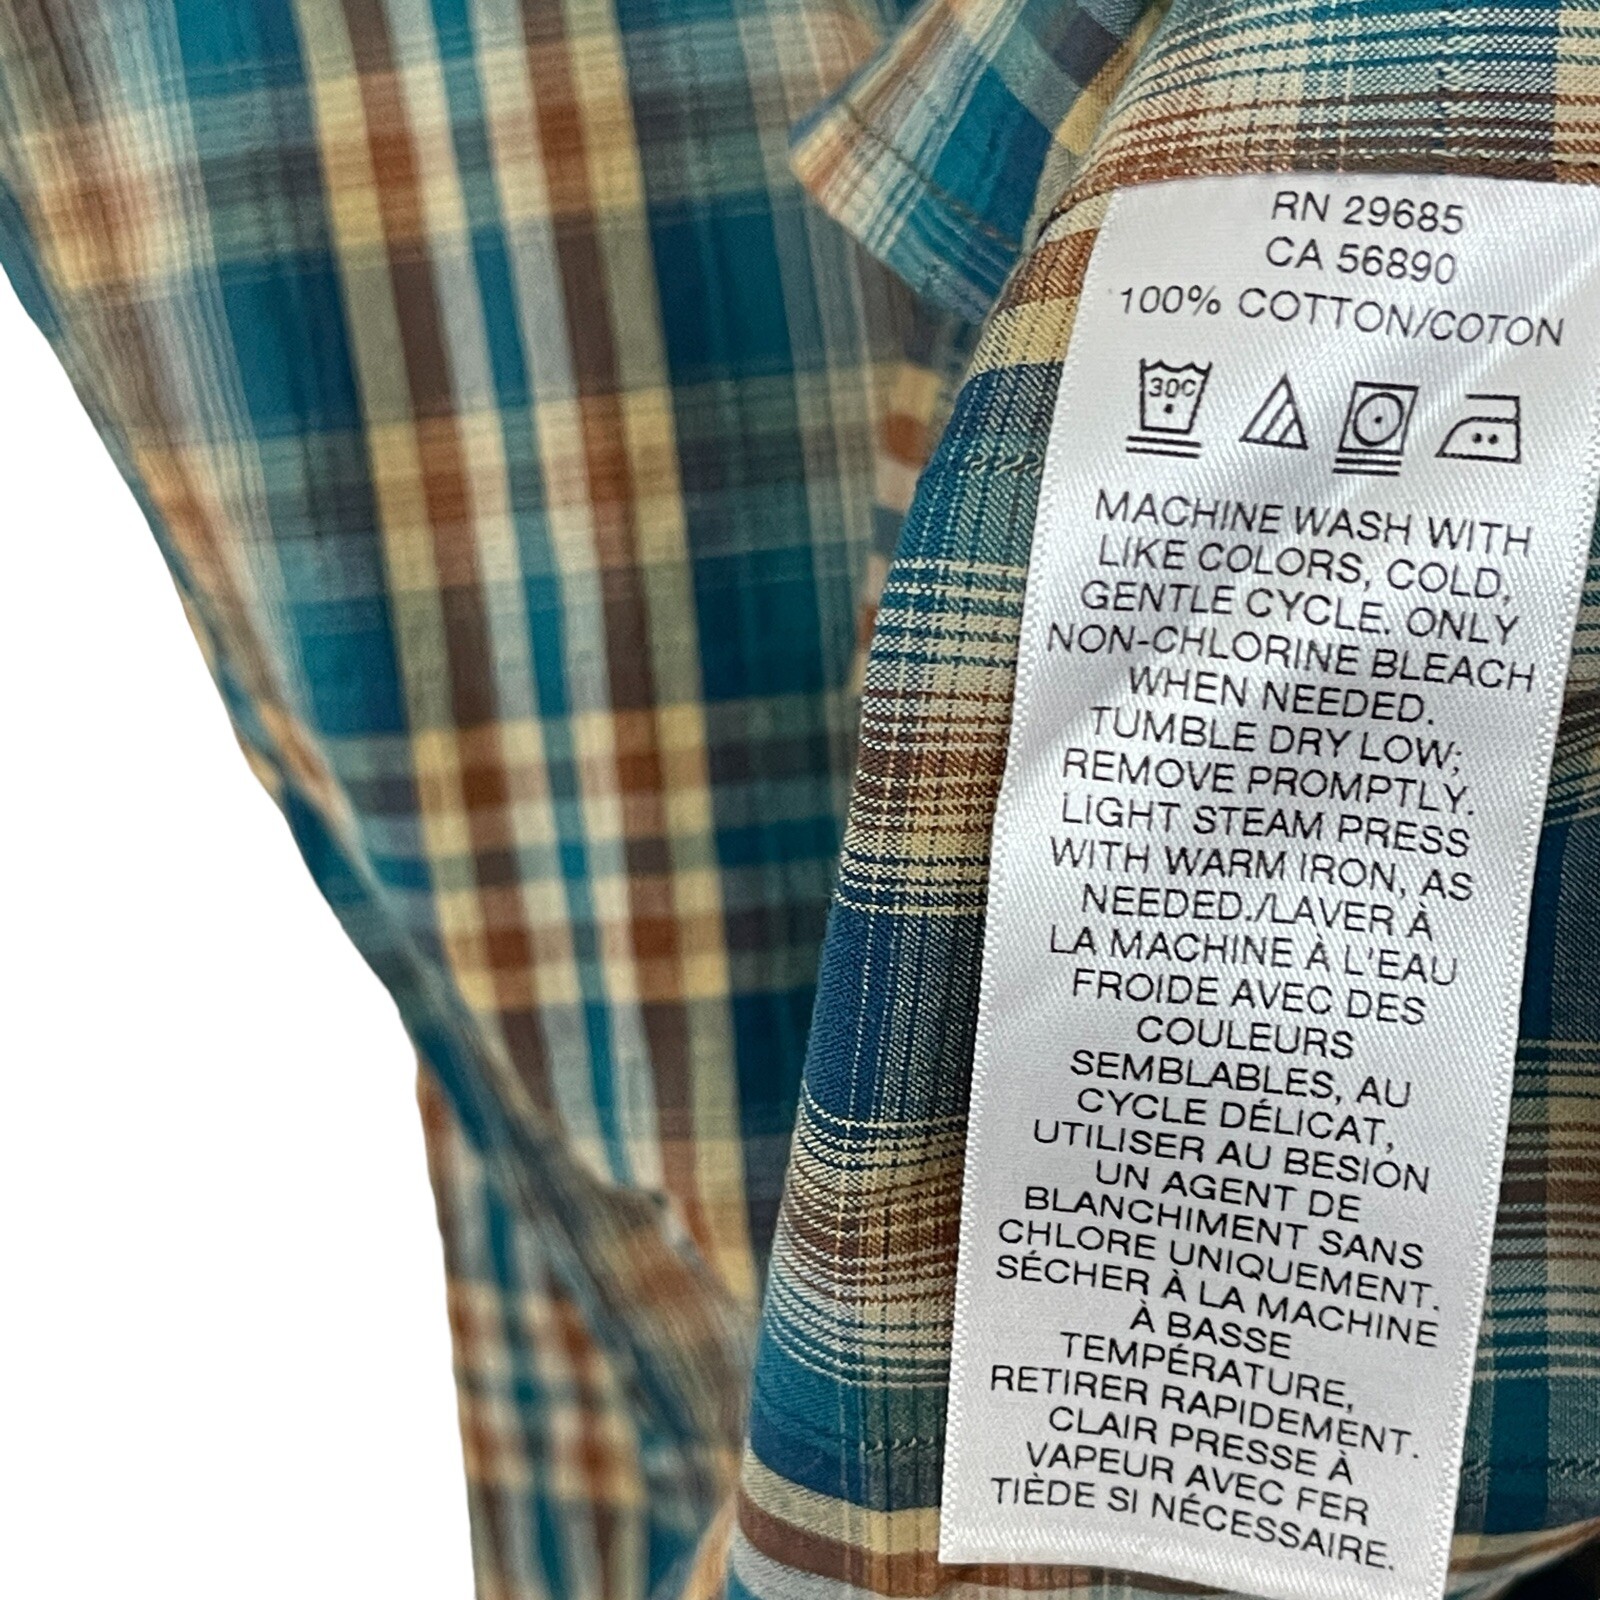 RN 29685
CA 56890
100% COTTON/COTON
30C
MACHINE WASH WITH
LIKE COLORS, COLD,
GENTLE CYCLE. ONLY
NON-CHLORINE BLEACH
WHEN NEEDED.
TUMBLE DRY LOW;
REMOVE PROMPTLY.
LIGHT STEAM PRESS
WITH WARM IRON, AS
NEEDED./LAVER À
LA MACHINE À L'EAU
FROIDE AVEC DES
COULEURS
SEMBLABLES, AU
CYCLE DÉLICAT,
UTILISER AU BESION
UN AGENT DE
BLANCHIMENT SANS
CHLORE UNIQUEMENT.
SÉCHER À LA MACHINE
À BASSE
TEMPÉRATURE,
RETIRER RAPIDEMENT.
CLAIR PRESSE À
VAPEUR AVEC FER
TIÈDE SI NÉCESSAIRE.